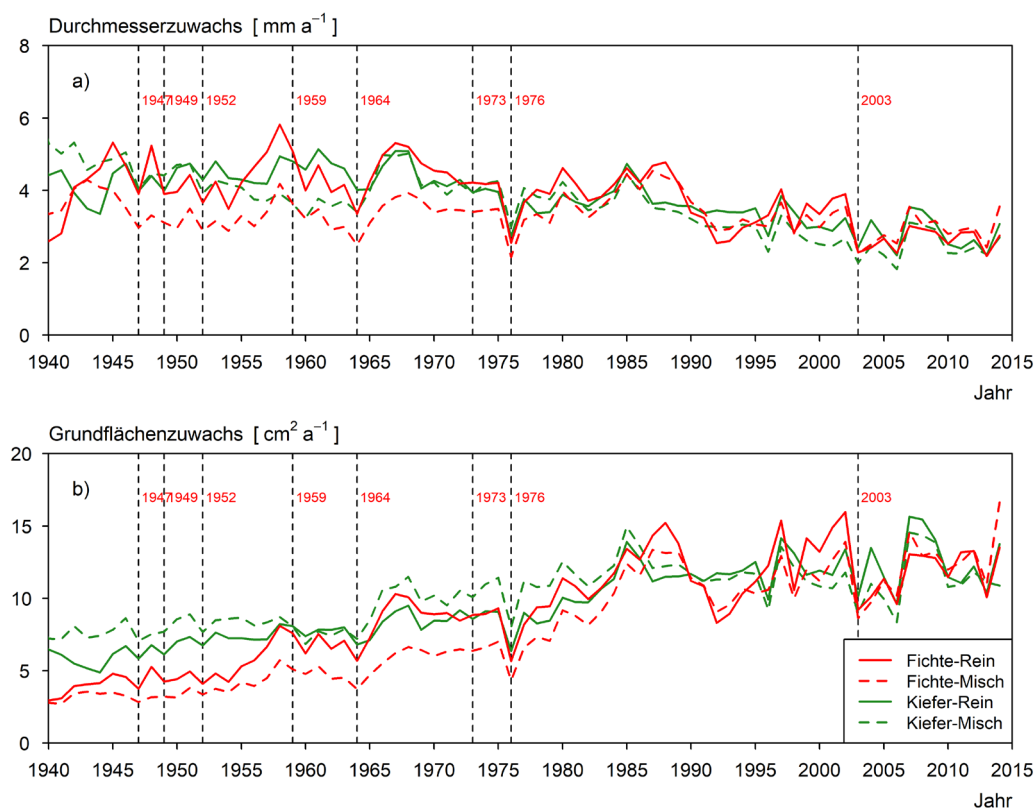 Durchmesserzuwachs [ mm a⁻¹ ]
8
a)
1947 1949 1952 1959 1964 1973 1976 2003
6
4
2
0
1940 1945 1950 1955 1960 1965 1970 1975 1980 1985 1990 1995 2000 2005 2010 2015
Jahr
Grundflächenzuwachs [ cm² a⁻¹ ]
20
b)
1947 1949 1952 1959 1964 1973 1976 2003
15
10
5
Fichte-Rein
Fichte-Misch
Kiefer-Rein
Kiefer-Misch
0
1940 1945 1950 1955 1960 1965 1970 1975 1980 1985 1990 1995 2000 2005 2010 2015
Jahr